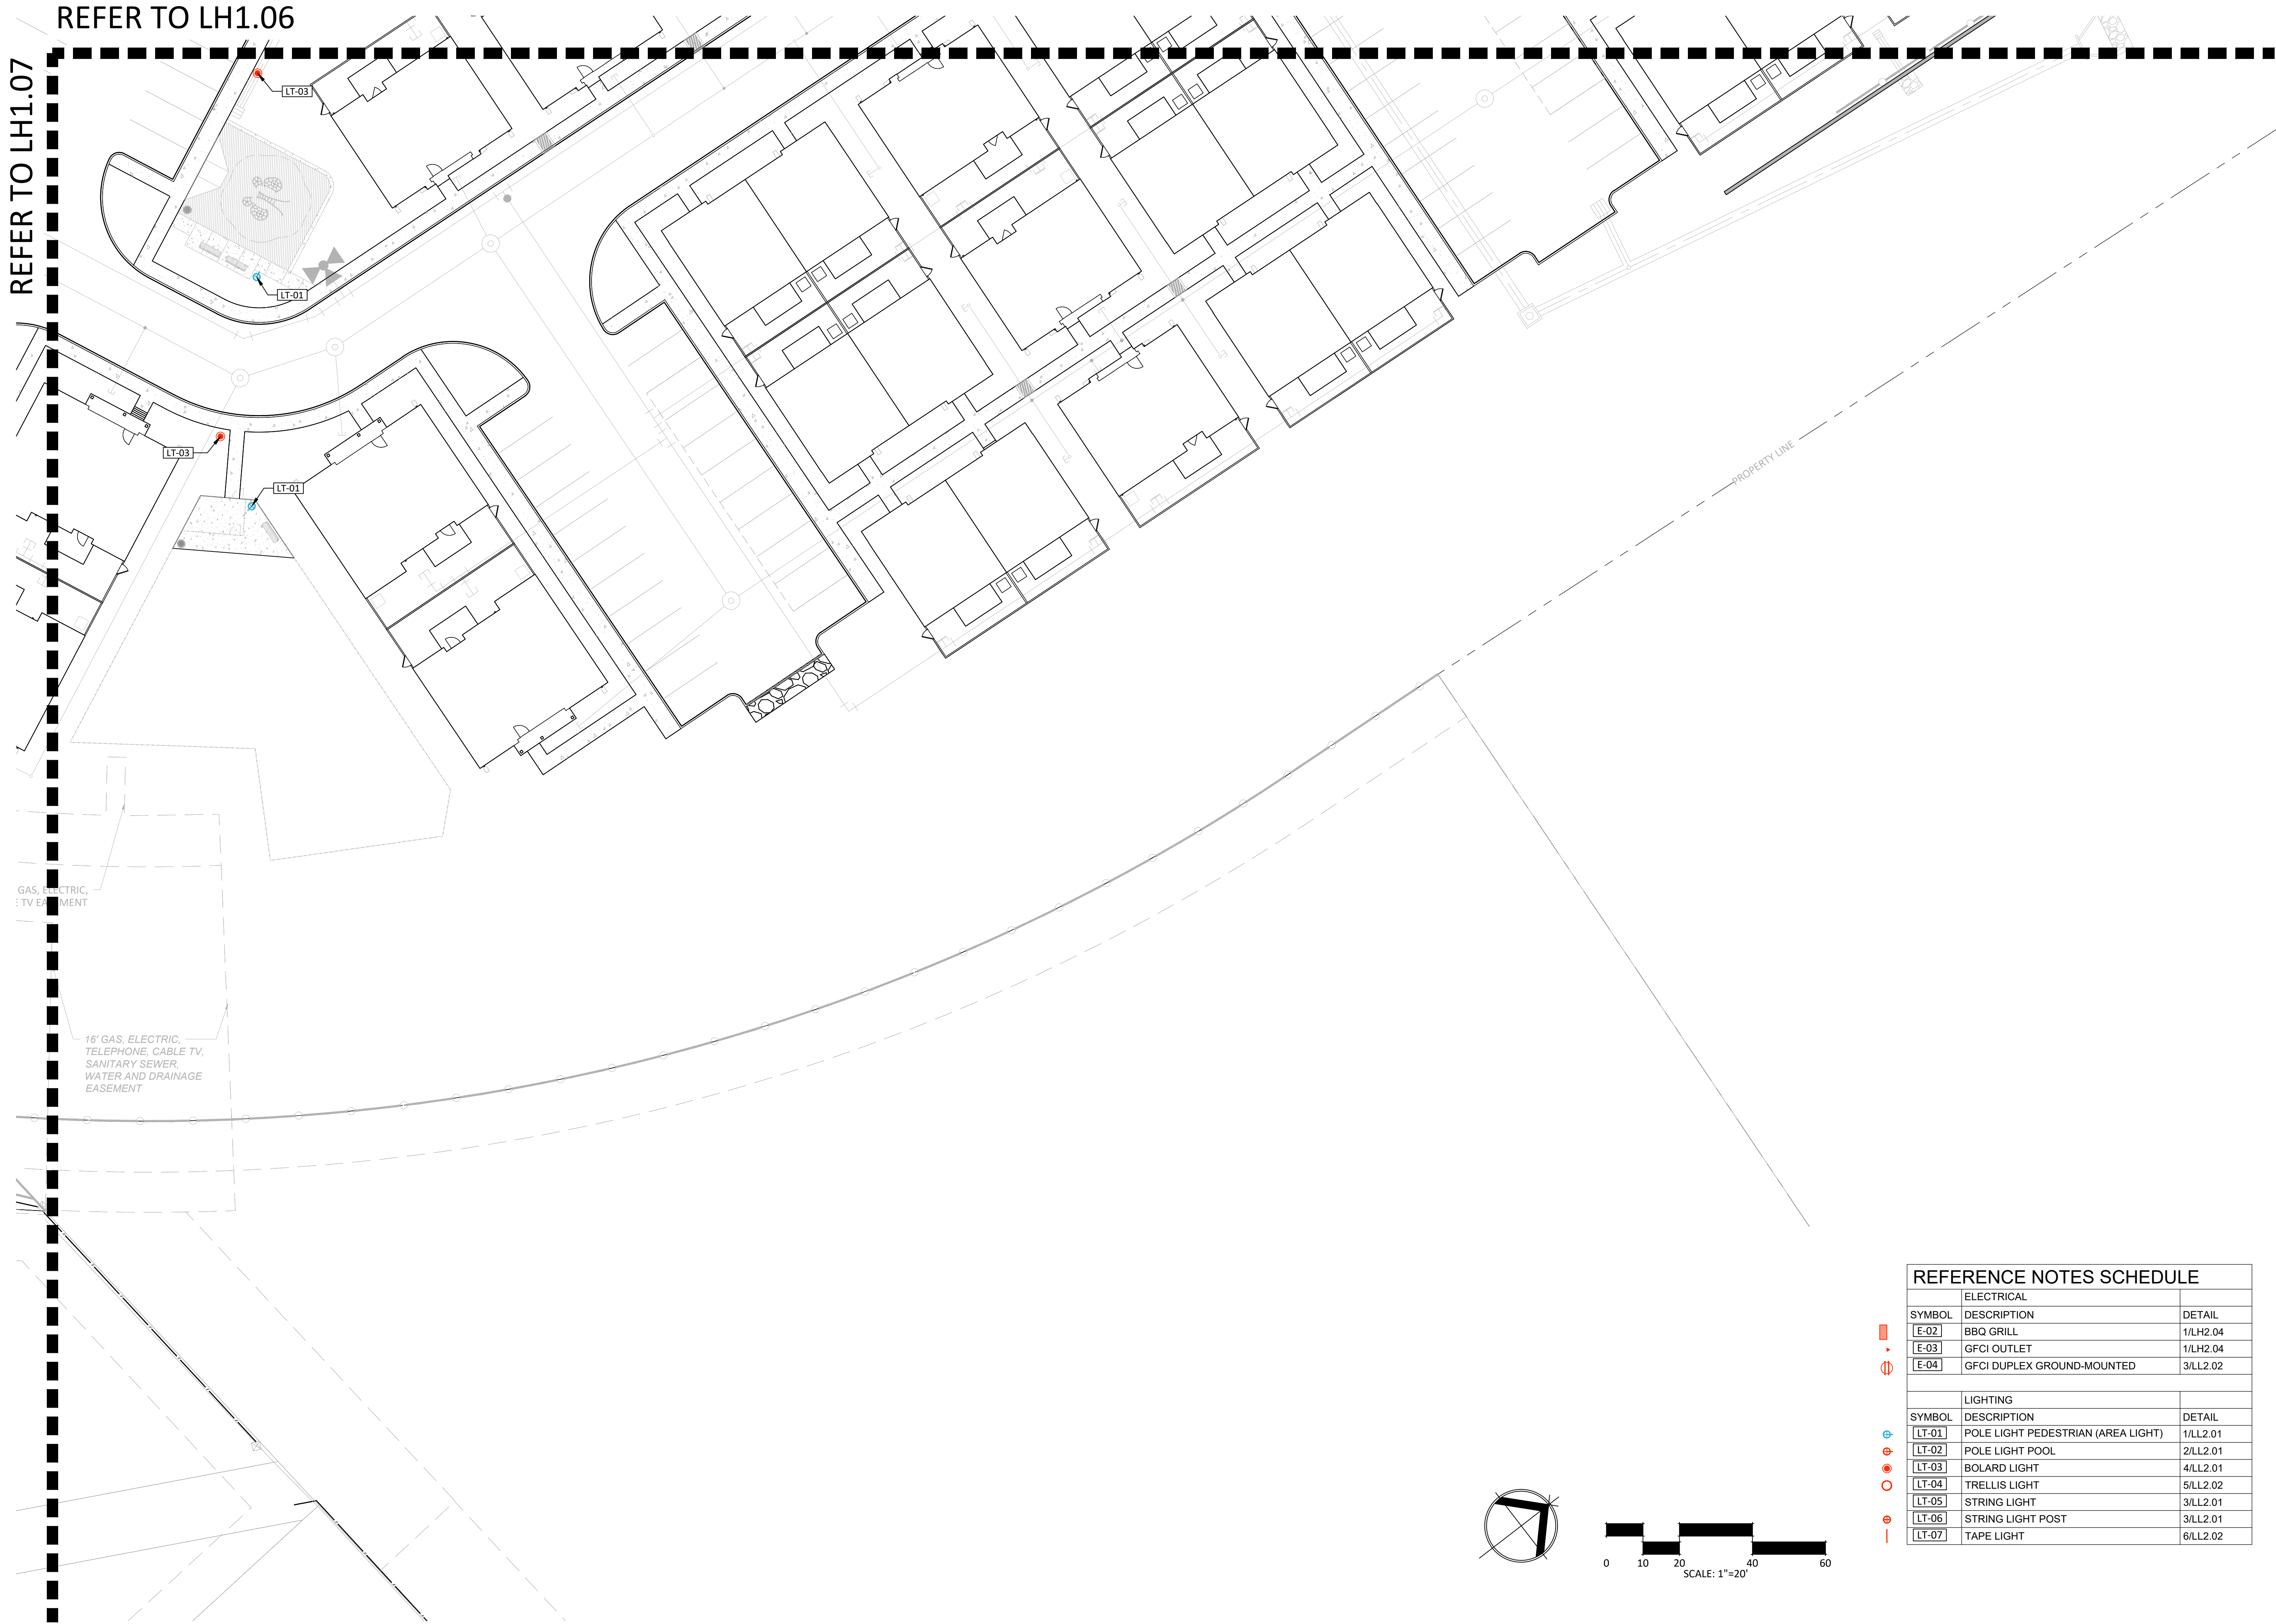 REFER TO LH1.06
REFER TO LH1.07
LT-03
LT-01
LT-03
LT-01
PROPERTY LINE
GAS, ELECTRIC,
TV EASEMENT
16' GAS, ELECTRIC,
TELEPHONE, CABLE TV,
SANITARY SEWER,
WATER AND DRAINAGE
EASEMENT
REFERENCE NOTES SCHEDULE
ELECTRICAL
SYMBOL DESCRIPTION DETAIL
E-02 BBQ GRILL 1/LH2.04
E-03 GFCI OUTLET 1/LH2.04
E-04 GFCI DUPLEX GROUND-MOUNTED 3/LL2.02
LIGHTING
SYMBOL DESCRIPTION DETAIL
LT-01 POLE LIGHT PEDESTRIAN (AREA LIGHT) 1/LL2.01
LT-02 POLE LIGHT POOL 2/LL2.01
LT-03 BOLARD LIGHT 4/LL2.01
LT-04 TRELLIS LIGHT 5/LL2.02
LT-05 STRING LIGHT 3/LL2.01
LT-06 STRING LIGHT POST 3/LL2.01
LT-07 TAPE LIGHT 6/LL2.02
0 10 20 40 60
SCALE: 1"=20'